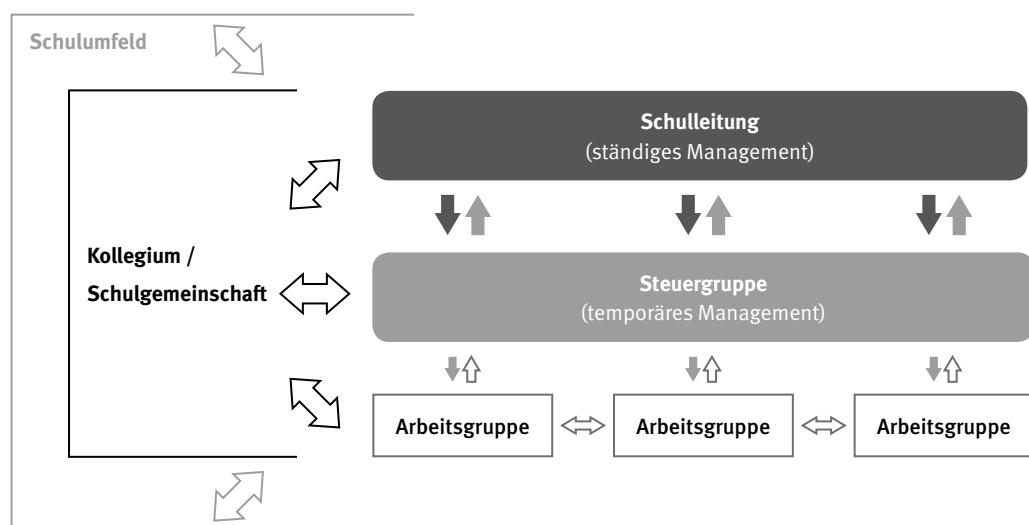 Schulumfeld
Schulleitung
(ständiges Management)
Kollegium /
Schulgemeinschaft
Steuergruppe
(temporäres Management)
Arbeitsgruppe
Arbeitsgruppe
Arbeitsgruppe